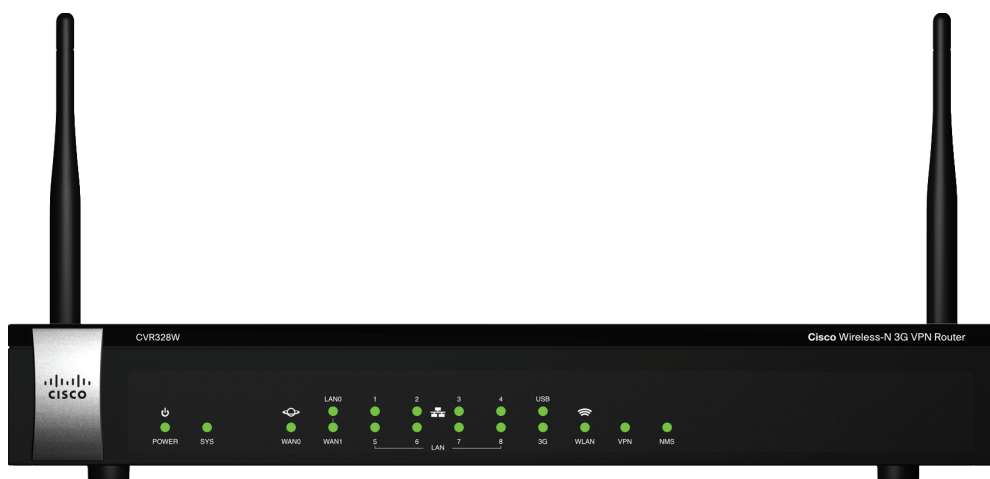 CVR328W
Cisco Wireless-N 3G VPN Router
CISCO
LAN0 1 2 3 4 USB
POWER SYS WAN0 WAN1 5 6 7 8 3G WLAN VPN NMS
LAN